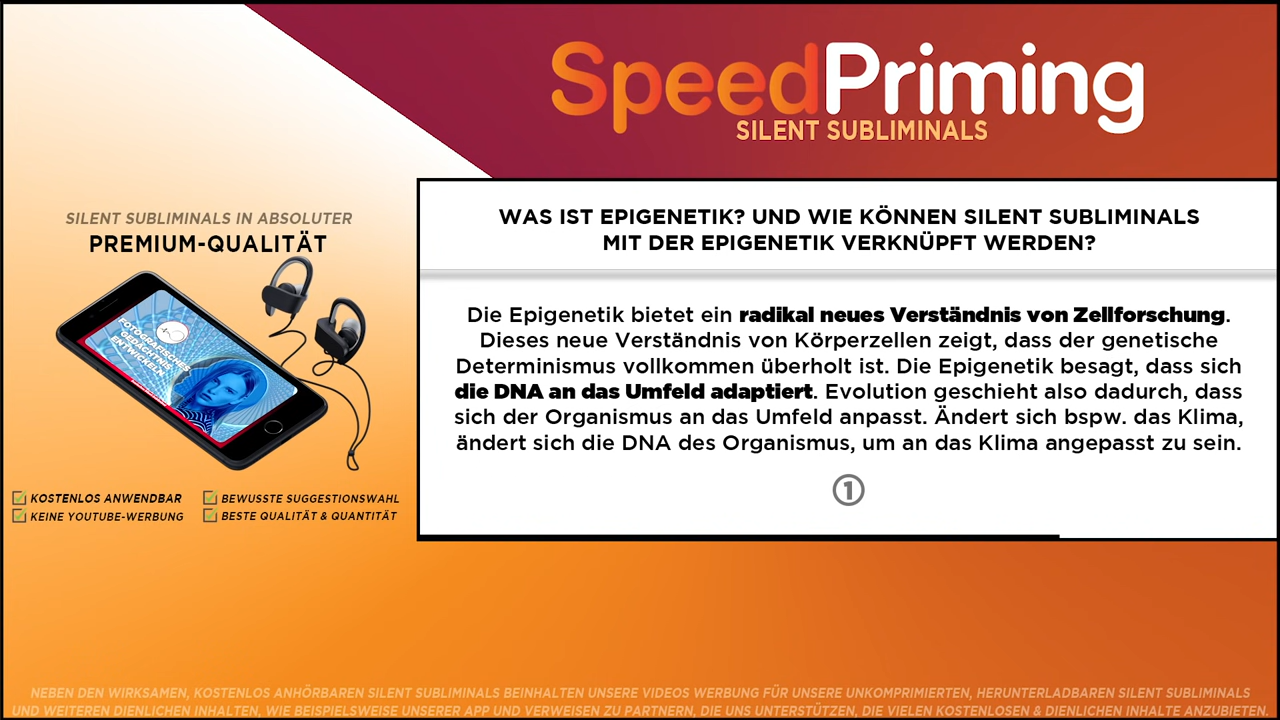 SpeedPriming
SILENT SUBLIMINALS
SILENT SUBLIMINALS IN ABSOLUTER
PREMIUM-QUALITÄT
FOTOGRAFISCHES
GEDÄCHTNIS
ENTWICKELN
KOSTENLOS ANWENDBAR
BEWUSSTE SUGGESTIONSWAHL
KEINE YOUTUBE-WERBUNG
BESTE QUALITÄT & QUANTITÄT
WAS IST EPIGENETIK? UND WIE KÖNNEN SILENT SUBLIMINALS
MIT DER EPIGENETIK VERKNÜPFT WERDEN?
Die Epigenetik bietet ein radikal neues Verständnis von Zellforschung.
Dieses neue Verständnis von Körperzellen zeigt, dass der genetische
Determinismus vollkommen überholt ist. Die Epigenetik besagt, dass sich
die DNA an das Umfeld adaptiert. Evolution geschieht also dadurch, dass
sich der Organismus an das Umfeld anpasst. Ändert sich bspw. das Klima,
ändert sich die DNA des Organismus, um an das Klima angepasst zu sein.
1
NEBEN DEN WIRKSAMEN, KOSTENLOS ANHÖRBAREN SILENT SUBLIMINALS BEINHALTEN UNSERE VIDEOS WERBUNG FÜR UNSERE UNKOMPRIMIERTEN, HERUNTERLADBAREN SILENT SUBLIMINALS
UND WEITEREN DIENLICHEN INHALTEN, WIE BEISPIELSWEISE UNSERER APP UND VERWEISEN ZU PARTNERN, DIE UNS UNTERSTÜTZEN, DIE VIELEN KOSTENLOSEN & DIENLICHEN INHALTE ANZUBIETEN.